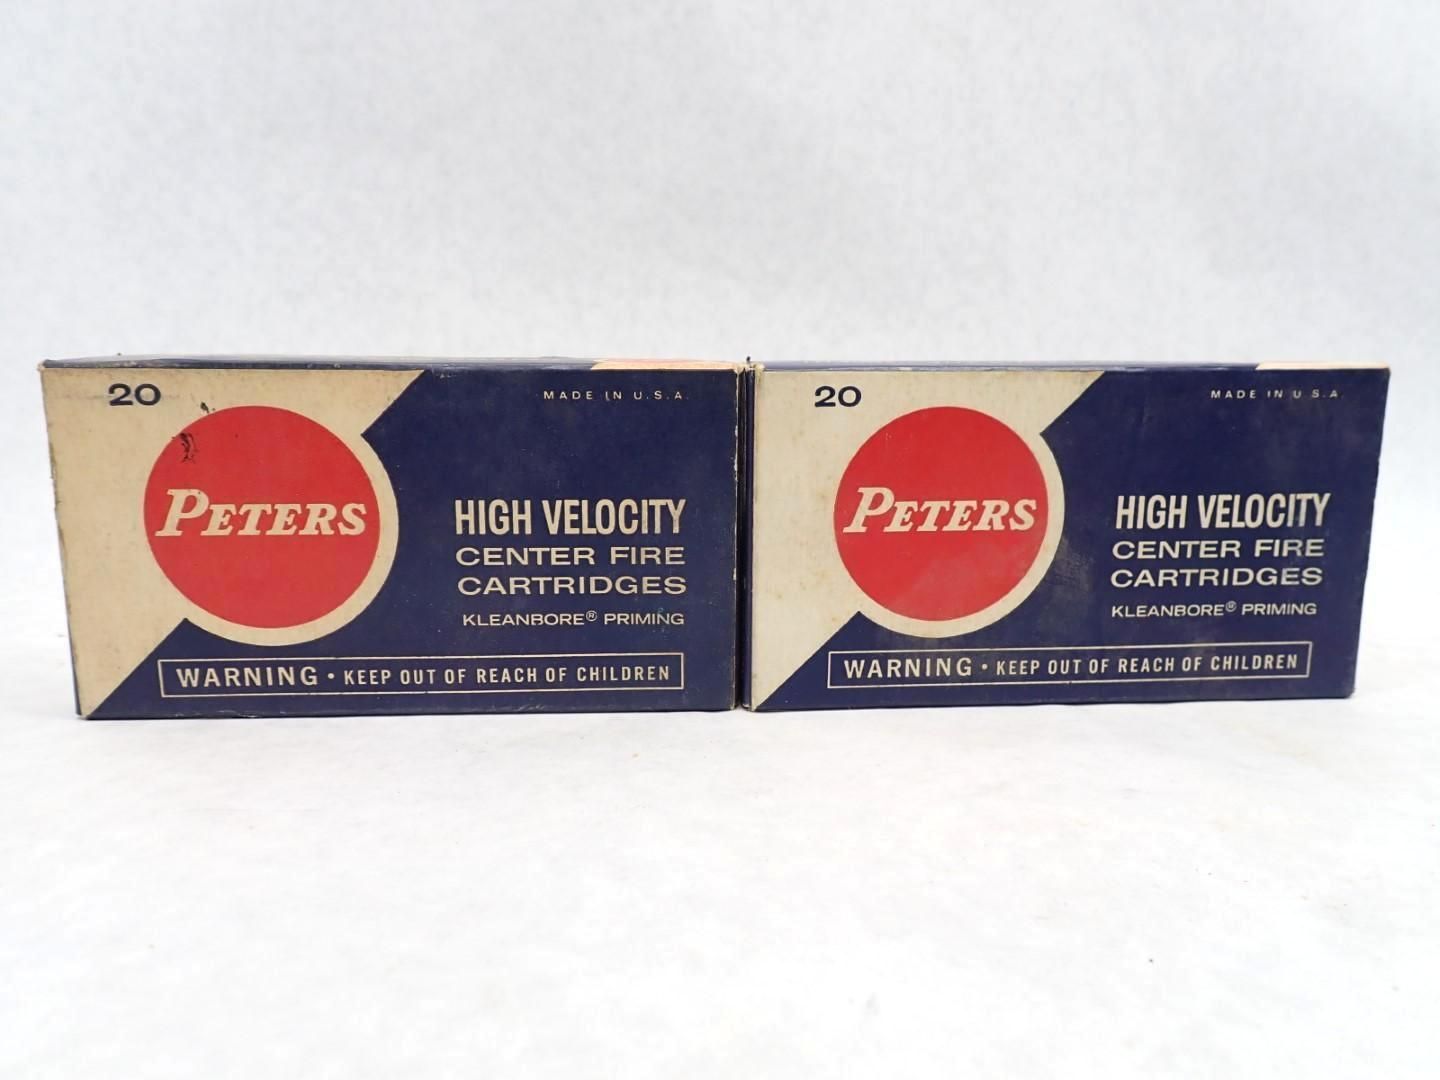 20
MADE IN U.S.A.
PETERS
HIGH VELOCITY
CENTER FIRE
CARTRIDGES
KLEANBORE® PRIMING
WARNING · KEEP OUT OF REACH OF CHILDREN
20
MADE IN U.S.A.
PETERS
HIGH VELOCITY
CENTER FIRE
CARTRIDGES
KLEANBORE® PRIMING
WARNING · KEEP OUT OF REACH OF CHILDREN